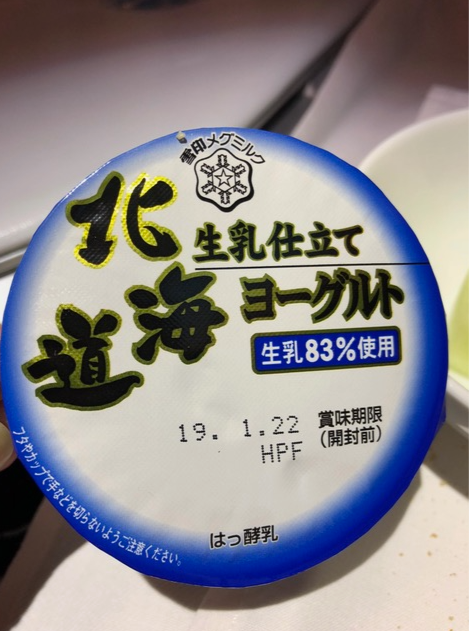 雪印メグミルク
北海道
生乳仕立て
ヨーグルト
生乳83%使用
19. 1.22
HPF
賞味期限
(開封前)
はっ酵乳
フタやカップで手などを切らないようご注意ください。